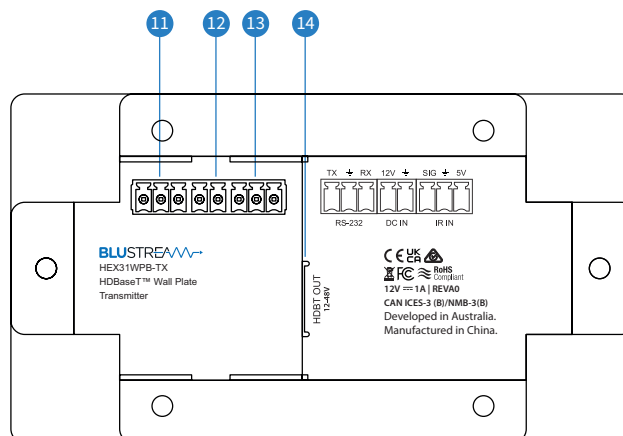 11 12 13 14
TX ⏚ RX 12V ⏚ SIG ⏚ 5V
RS-232 DC IN IR IN
BLUSTREAM
HEX31WPB-TX
HDBaseT™ Wall Plate
Transmitter
HDBT OUT
12-48V
CE UK CA
FC RoHS
Compliant
12V ⎓ 1A | REVA0
CAN ICES-3 (B)/NMB-3(B)
Developed in Australia.
Manufactured in China.